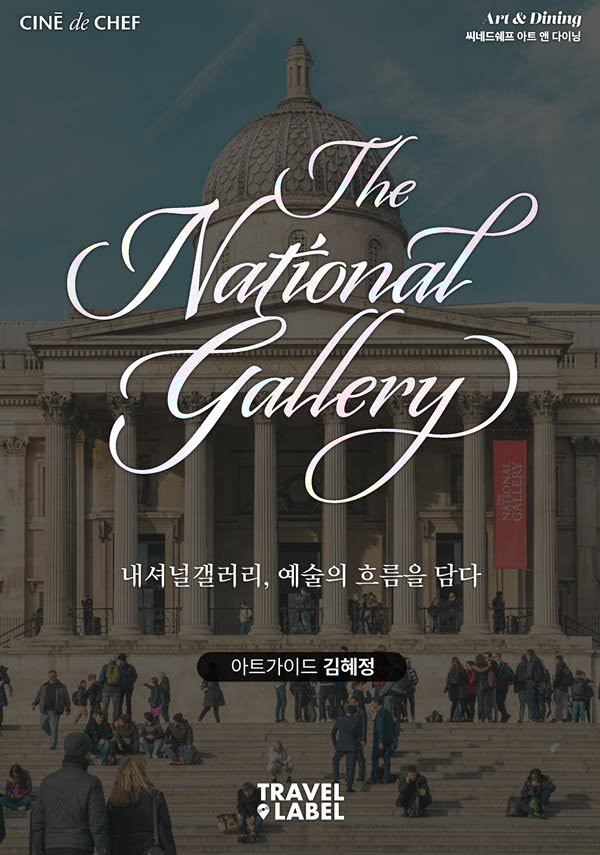 CINĒ de CHEF
Art & Dining
씨네드쉐프 아트 앤 다이닝
The
National
Gallery
THE
NATIONAL
GALLERY
내셔널갤러리, 예술의 흐름을 담다
아트가이드 김혜정
TRAVEL
LABEL